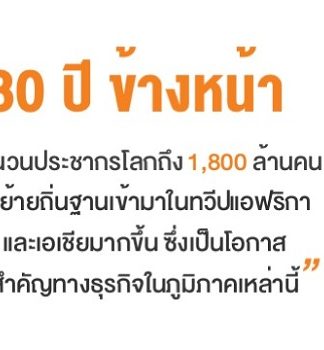 30 ปี ข้างหน้า
นวนประชากรโลกถึง 1,800 ล้านคน
ย้ายถิ่นฐานเข้ามาในทวีปแอฟริกา
และเอเชียมากขึ้น ซึ่งเป็นโอกาส
สำคัญทางธุรกิจในภูมิภาคเหล่านี้”